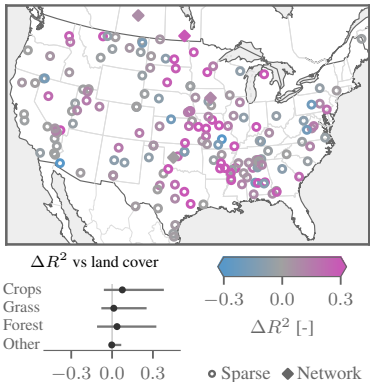 ΔR² vs land cover
Crops
Grass
Forest
Other
−0.3 0.0 0.3
−0.3 0.0 0.3
ΔR² [-]
Sparse Network